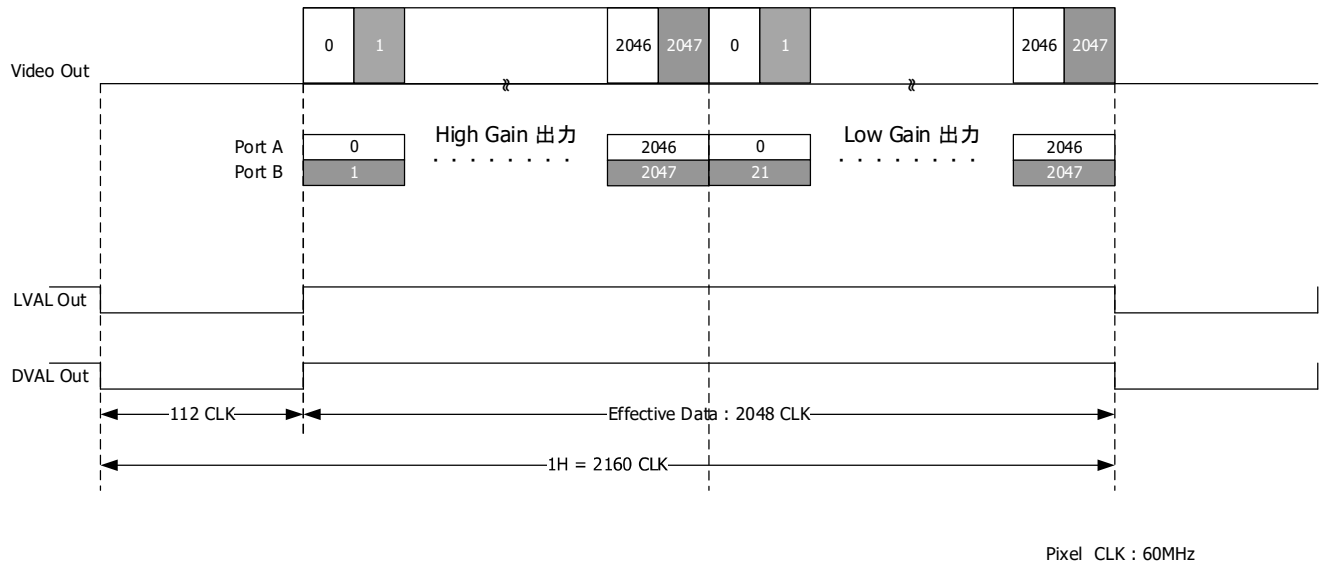 0 1 2046 2047 0 1 2046 2047
Video Out
High Gain 出力 Low Gain 出力
Port A 0 2046 0 2046
Port B 1 2047 21 2047
LVAL Out
DVAL Out
112 CLK Effective Data : 2048 CLK
1H = 2160 CLK
Pixel CLK : 60MHz